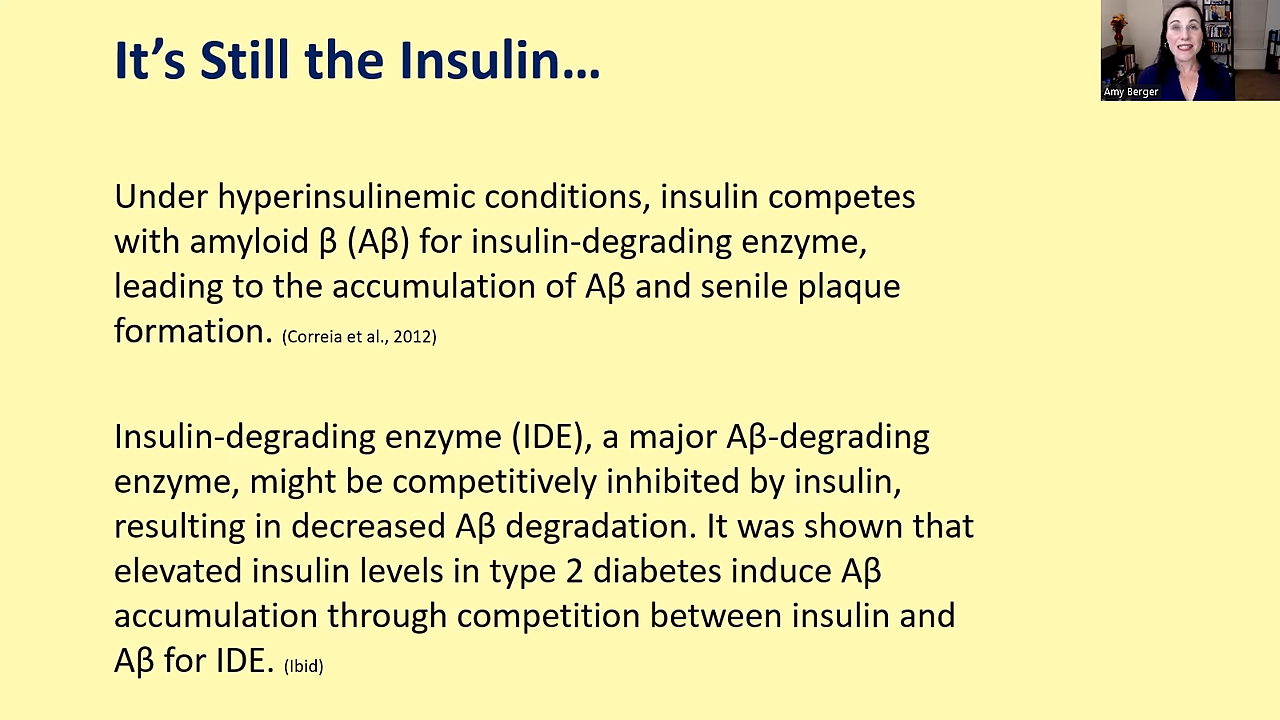 It’s Still the Insulin…
Amy Berger
Under hyperinsulinemic conditions, insulin competes
with amyloid β (Aβ) for insulin-degrading enzyme,
leading to the accumulation of Aβ and senile plaque
formation. (Correia et al., 2012)
Insulin-degrading enzyme (IDE), a major Aβ-degrading
enzyme, might be competitively inhibited by insulin,
resulting in decreased Aβ degradation. It was shown that
elevated insulin levels in type 2 diabetes induce Aβ
accumulation through competition between insulin and
Aβ for IDE. (Ibid)